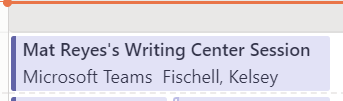 Mat Reyes's Writing Center Session
Microsoft Teams  Fischell, Kelsey